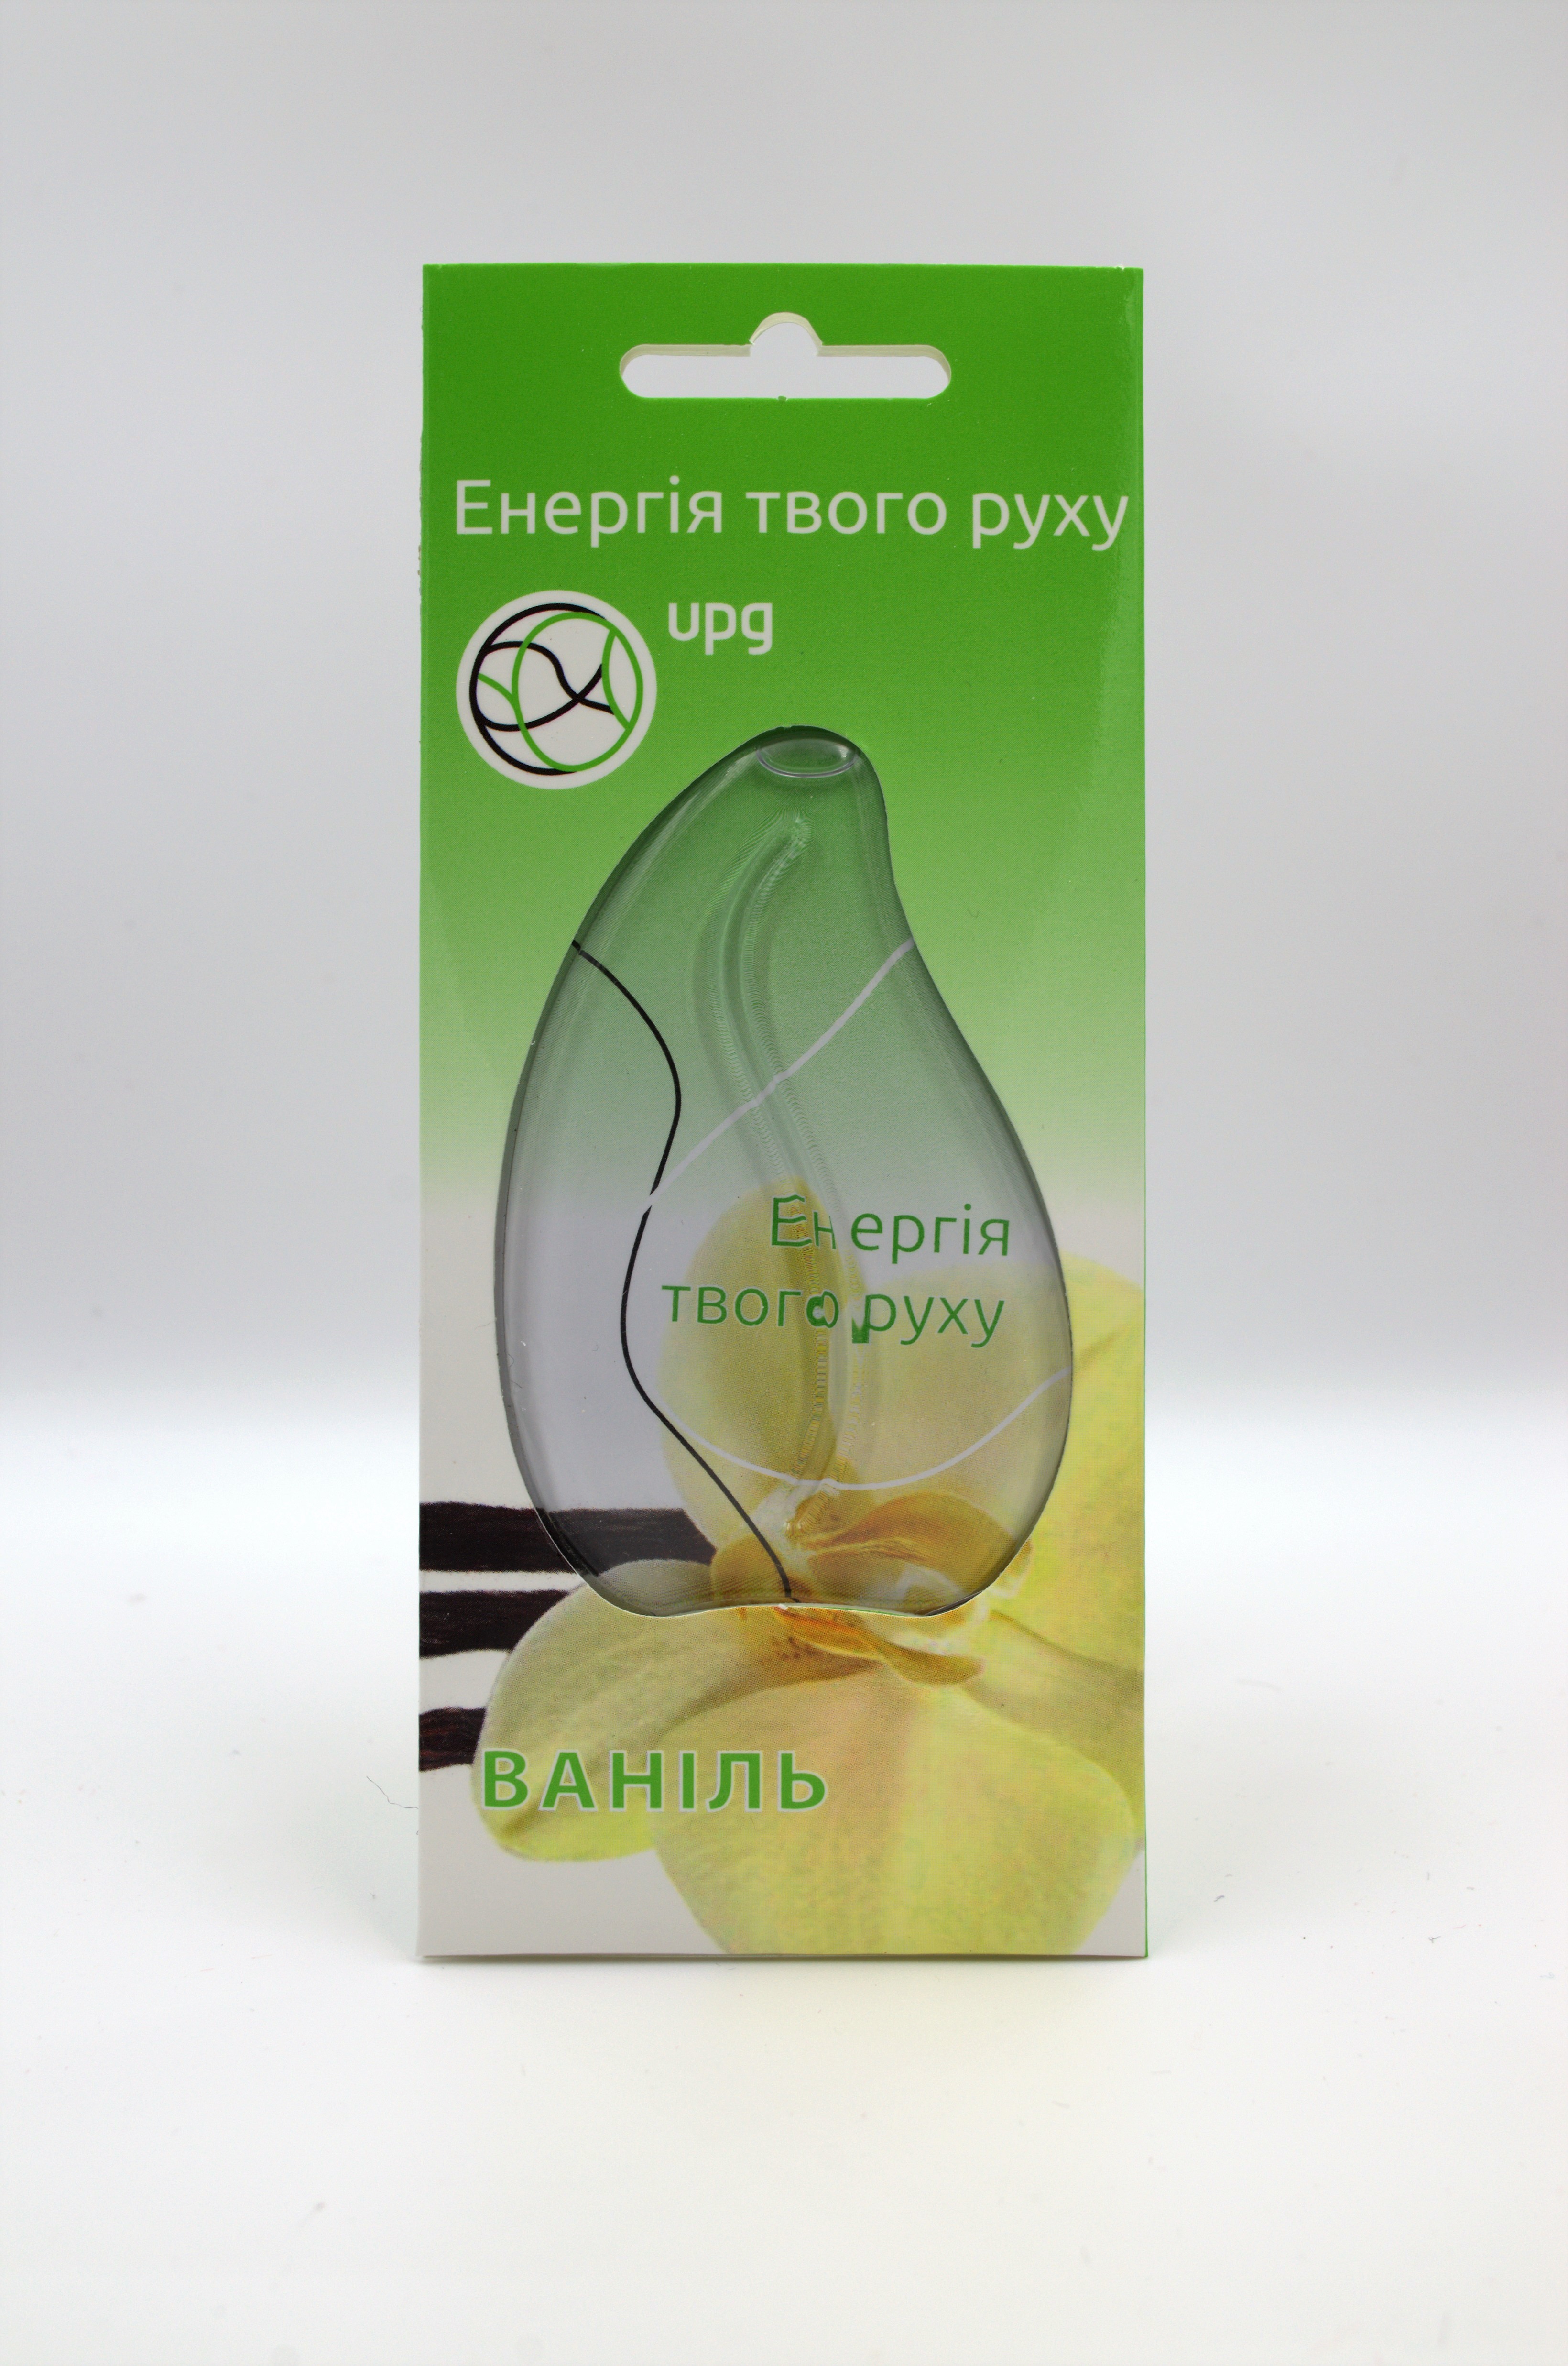 Енергія твого руху
upg
Енергія
твого руху
ВАНІЛЬ